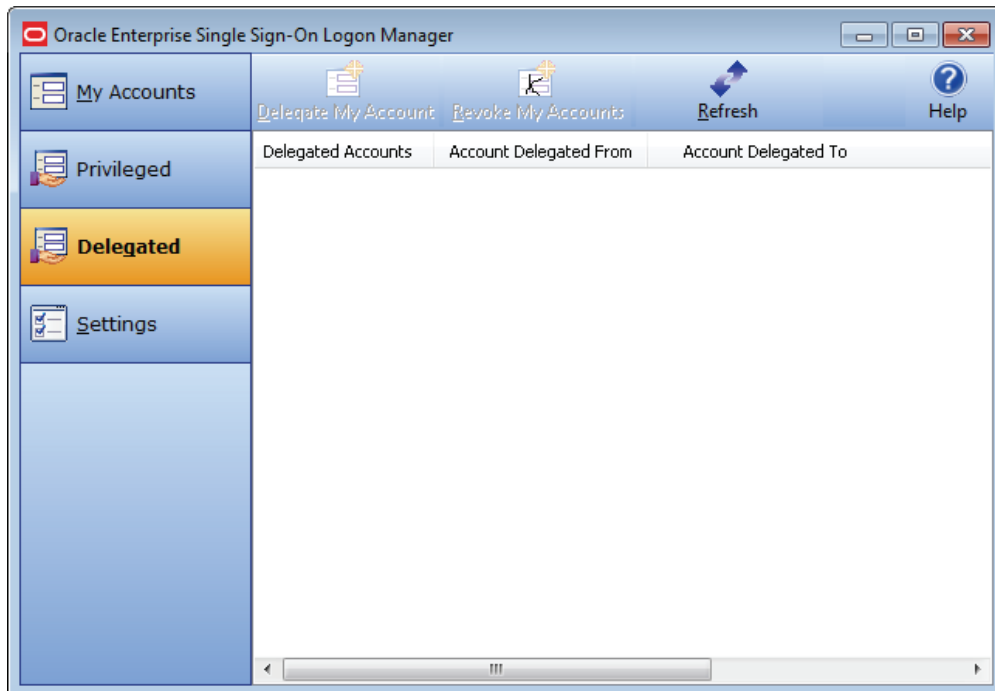 Oracle Enterprise Single Sign-On Logon Manager
My Accounts
Privileged
Delegated
Settings
Delegate My Account
Revoke My Accounts
Refresh
Help
Delegated Accounts
Account Delegated From
Account Delegated To